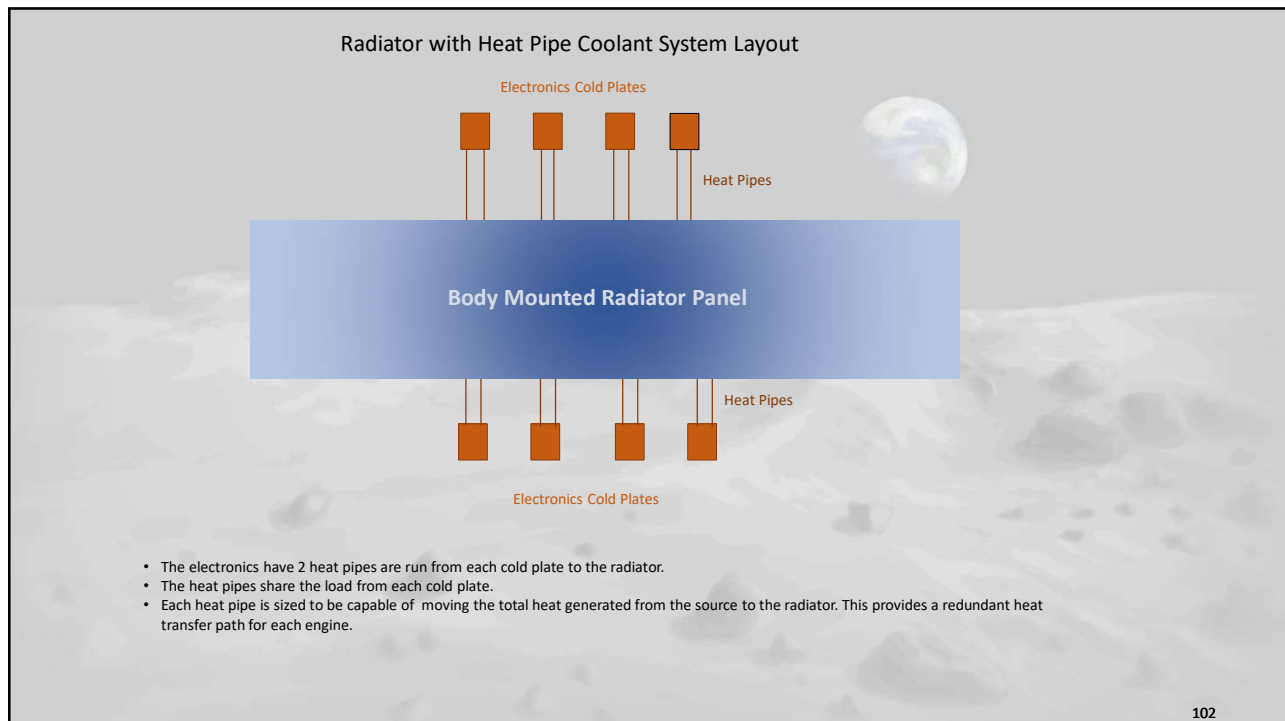 Radiator with Heat Pipe Coolant System Layout
Electronics Cold Plates
Heat Pipes
Body Mounted Radiator Panel
Heat Pipes
Electronics Cold Plates
• The electronics have 2 heat pipes are run from each cold plate to the radiator.
• The heat pipes share the load from each cold plate.
• Each heat pipe is sized to be capable of moving the total heat generated from the source to the radiator. This provides a redundant heat
transfer path for each engine.
102